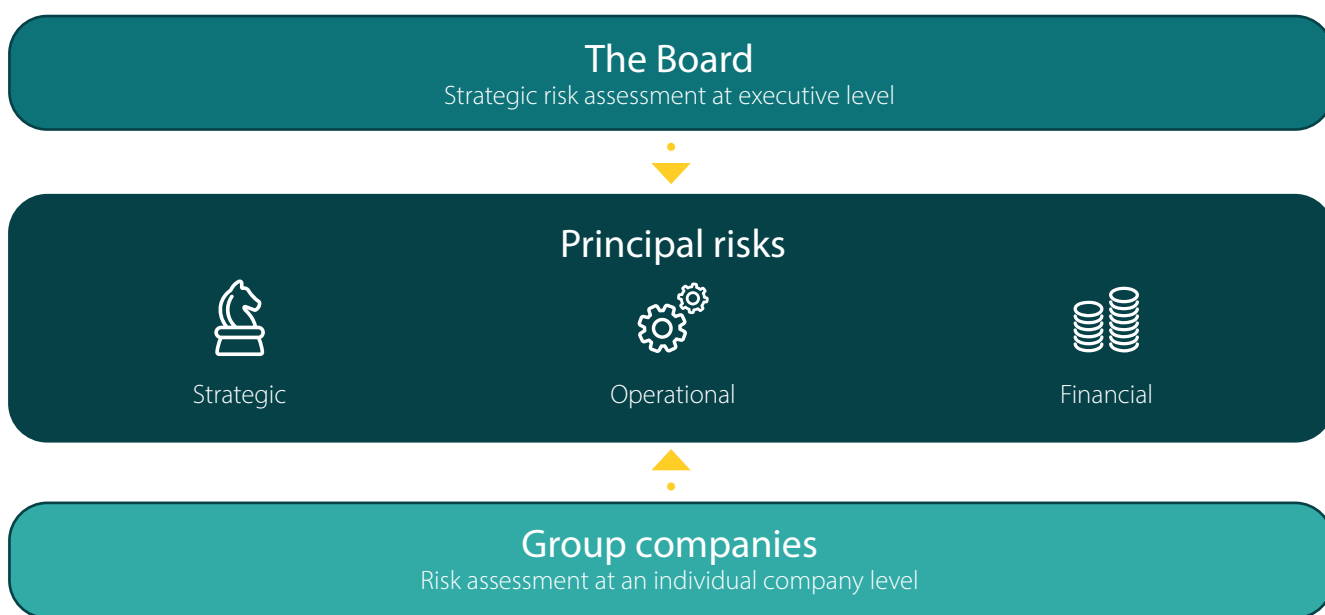 The Board
Strategic risk assessment at executive level
Principal risks
Strategic
Operational
Financial
Group companies
Risk assessment at an individual company level